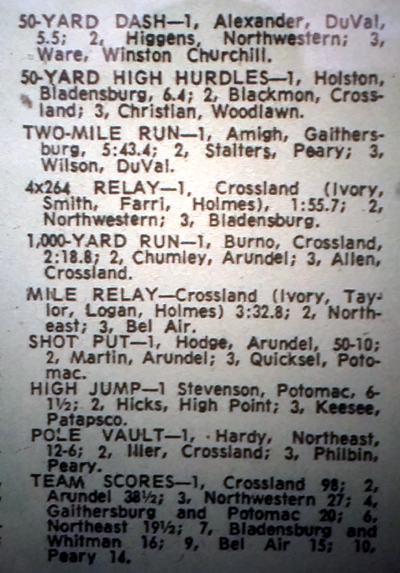 50-YARD DASH—1, Alexander, DuVal,
5.5; 2, Higgens, Northwestern; 3,
Ware, Winston Churchill.
50-YARD HIGH HURDLES—1, Holston,
Bladensburg, 6.4; 2, Blackmon, Cross-
land; 3, Christian, Woodlawn.
TWO-MILE RUN—1, Amigh, Gaithers-
burg, 5:43.4; 2, Stalters, Peary; 3,
Wilson, DuVal.
4x264 RELAY—1, Crossland (Ivory,
Smith, Farri, Holmes), 1:55.7; 2,
Northwestern; 3, Bladensburg.
1,000-YARD RUN—1, Burno, Crossland,
2:18.8; 2, Chumley, Arundel; 3, Allen,
Crossland.
MILE RELAY—Crossland (Ivory, Tay-
lor, Logan, Holmes) 3:32.8; 2, North-
east; 3, Bel Air.
SHOT PUT—1, Hodge, Arundel, 50-10;
2, Martin, Arundel; 3, Quicksel, Poto-
mac.
HIGH JUMP—1 Stevenson, Potomac, 6-
1½; 2, Hicks, High Point; 3, Keesee,
Patapsco.
POLE VAULT—1, Hardy, Northeast,
12-6; 2, Iller, Crossland; 3, Philbin,
Peary.
TEAM SCORES—1, Crossland 98; 2,
Arundel 38½; 3, Northwestern 27; 4,
Gaithersburg and Potomac 20; 6,
Northeast 19½; 7, Bladensburg and
Whitman 16; 9, Bel Air 15; 10,
Peary 14.